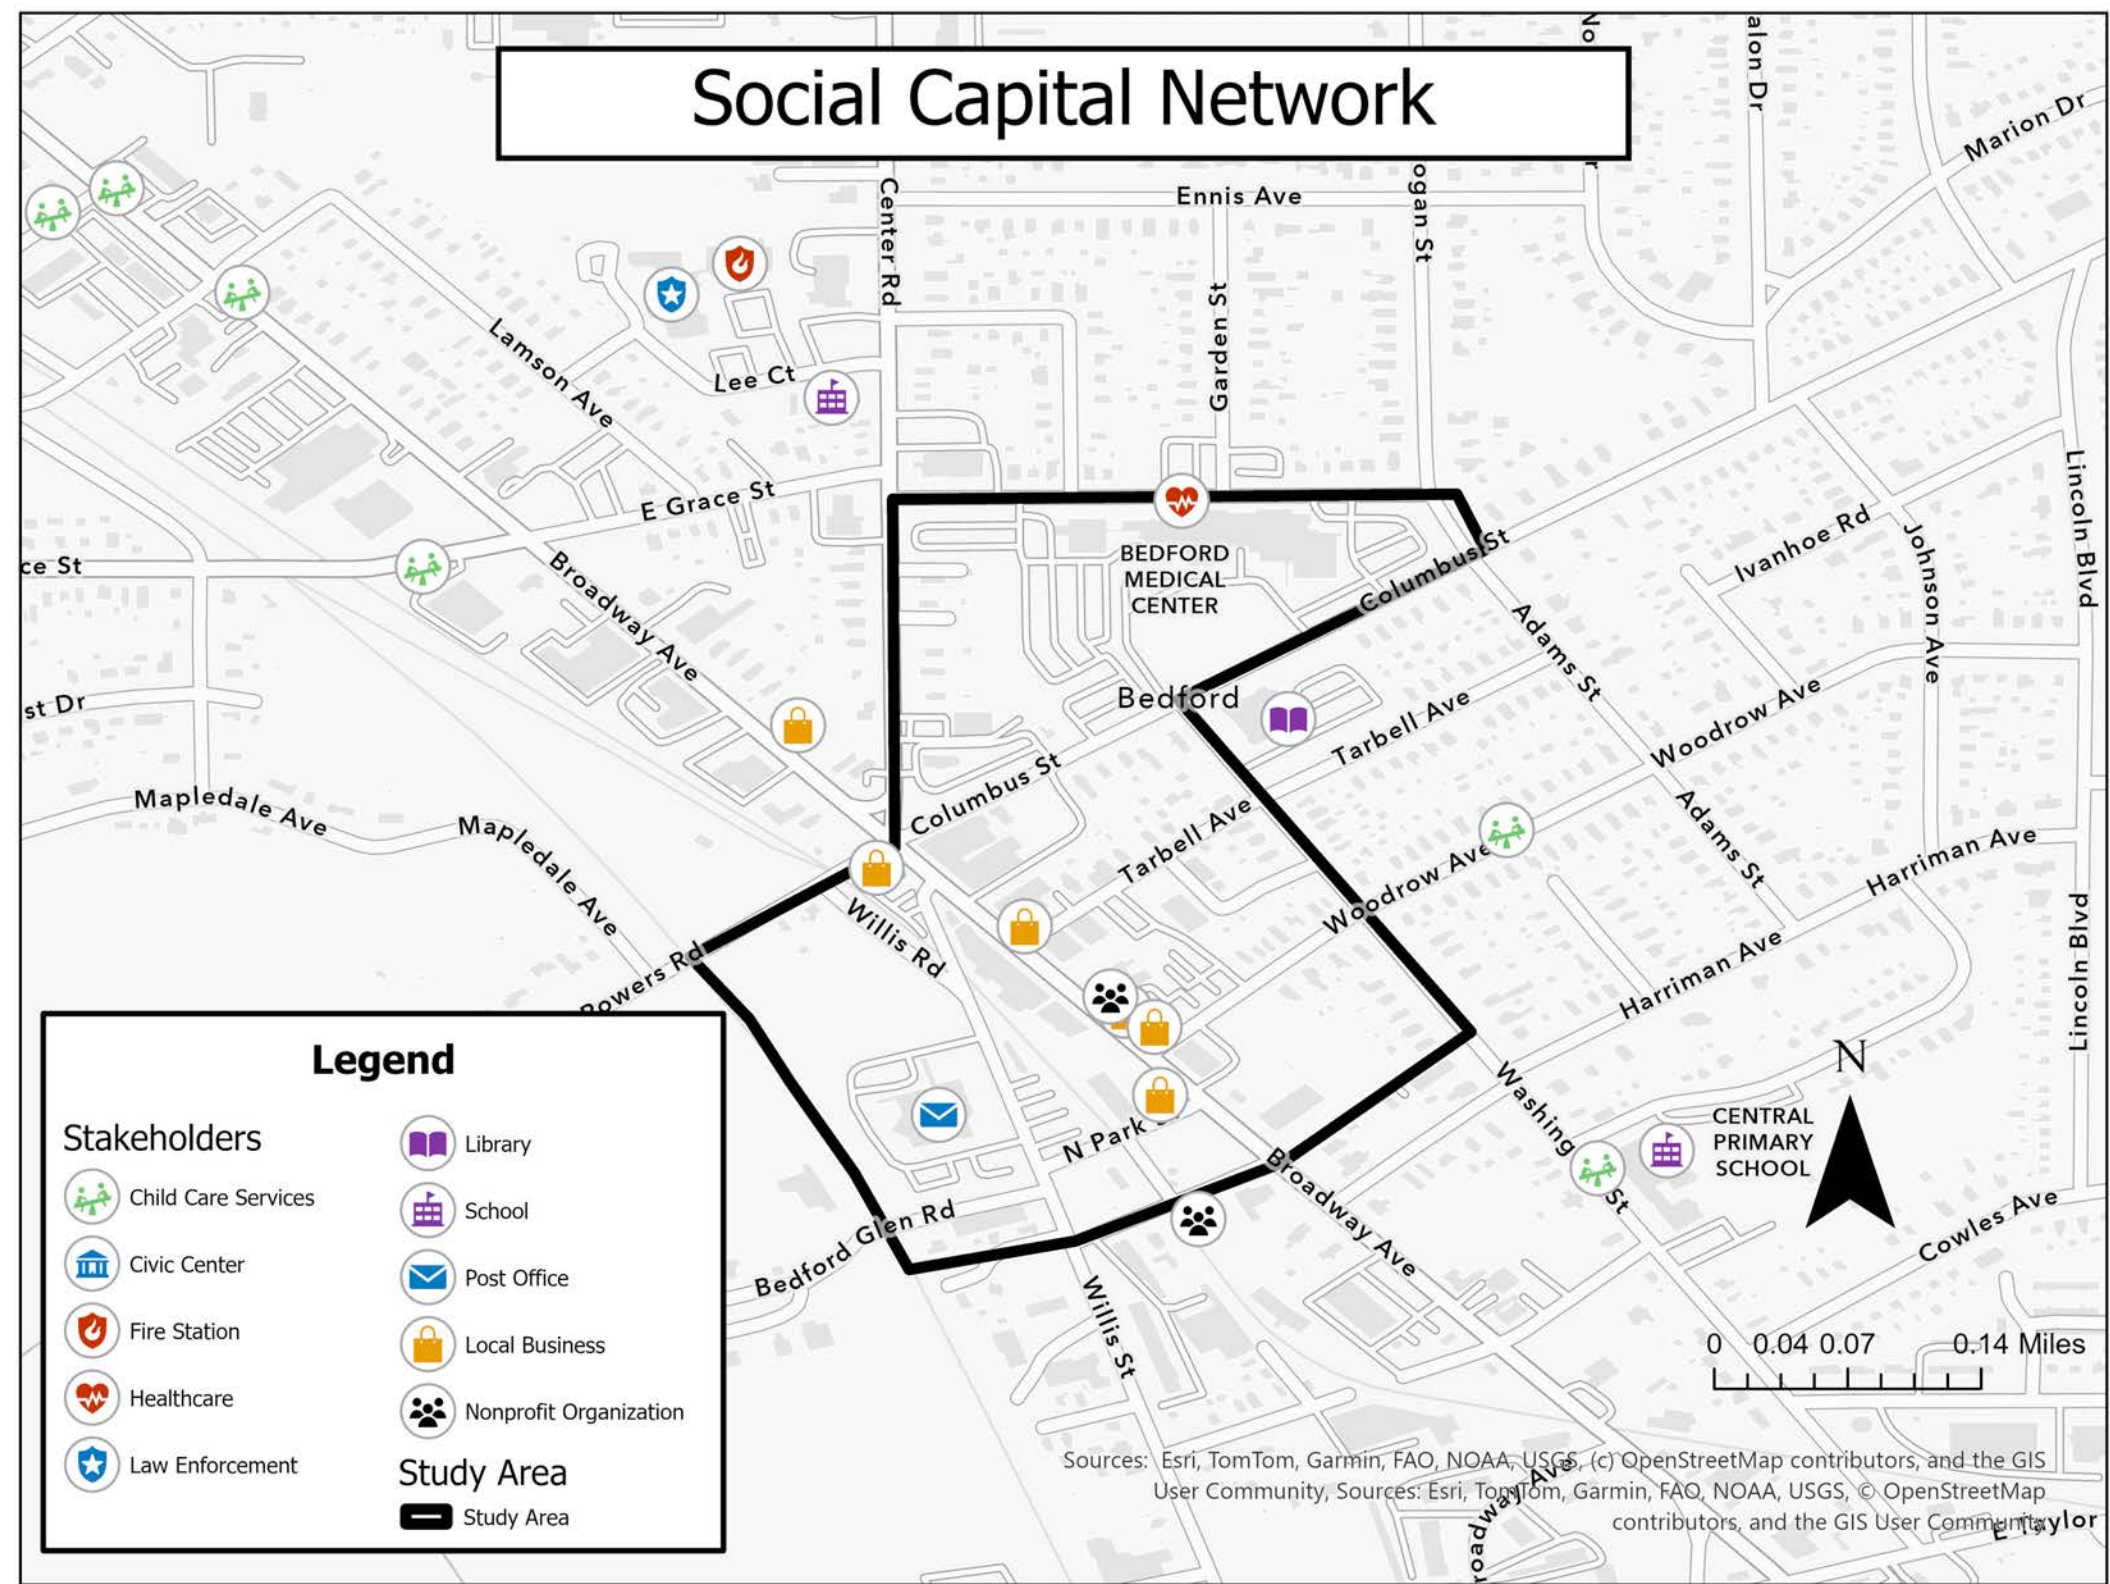 Social Capital Network
alon Dr
Marion Dr
Ennis Ave
Center Rd
ogan St
Garden St
Lamson Ave
Lee Ct
E Grace St
Lincoln Blvd
BEDFORD
MEDICAL
CENTER
Columbus St
Ivanhoe Rd
Johnson Ave
ce St
Broadway Ave
Adams St
Bedford
st Dr
Tarbell Ave
Woodrow Ave
Mapledale Ave
Mapledale Ave
Columbus St
Tarbell Ave
Woodrow Ave
Adams St
Harriman Ave
Willis Rd
Powers Rd
Harriman Ave
Lincoln Blvd
N
Washing
St
CENTRAL
PRIMARY
SCHOOL
N Park
Broadway Ave
Bedford Glen Rd
Cowles Ave
Willis St
Legend
Stakeholders
Child Care Services
Civic Center
Fire Station
Healthcare
Law Enforcement
Library
School
Post Office
Local Business
Nonprofit Organization
Study Area
Study Area
0 0.04 0.07 0.14 Miles
Sources: Esri, TomTom, Garmin, FAO, NOAA, USGS, (c) OpenStreetMap contributors, and the GIS
User Community, Sources: Esri, TomTom, Garmin, FAO, NOAA, USGS, © OpenStreetMap
contributors, and the GIS User Community
roadway Ave
E Taylor